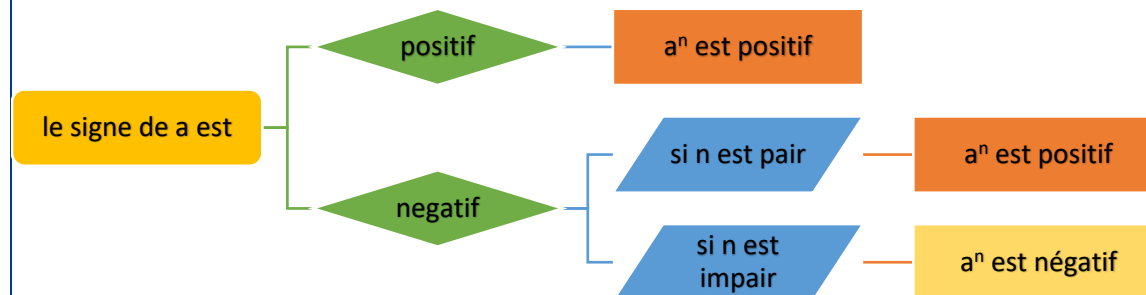 positif
aⁿ est positif
le signe de a est
si n est pair
aⁿ est positif
negatif
si n est
impair
aⁿ est négatif